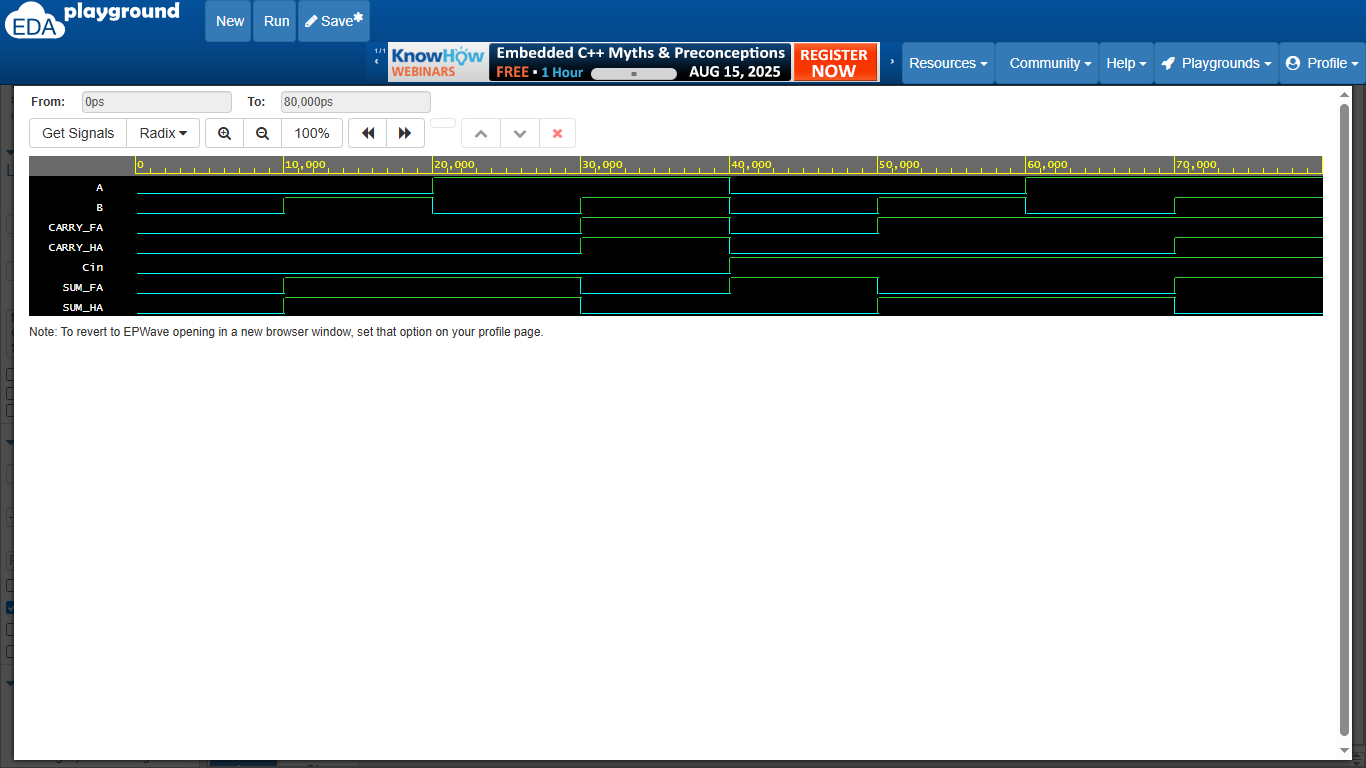 EDA playground
New Run Save*
1/1
KnowHow WEBINARS
Embedded C++ Myths & Preconceptions
FREE • 1 Hour AUG 15, 2025
REGISTER NOW
Resources Community Help Playgrounds Profile
From: 0ps To: 80,000ps
Get Signals Radix 100%
0 10,000 20,000 30,000 40,000 50,000 60,000 70,000
A
B
CARRY_FA
CARRY_HA
Cin
SUM_FA
SUM_HA
Note: To revert to EPWave opening in a new browser window, set that option on your profile page.